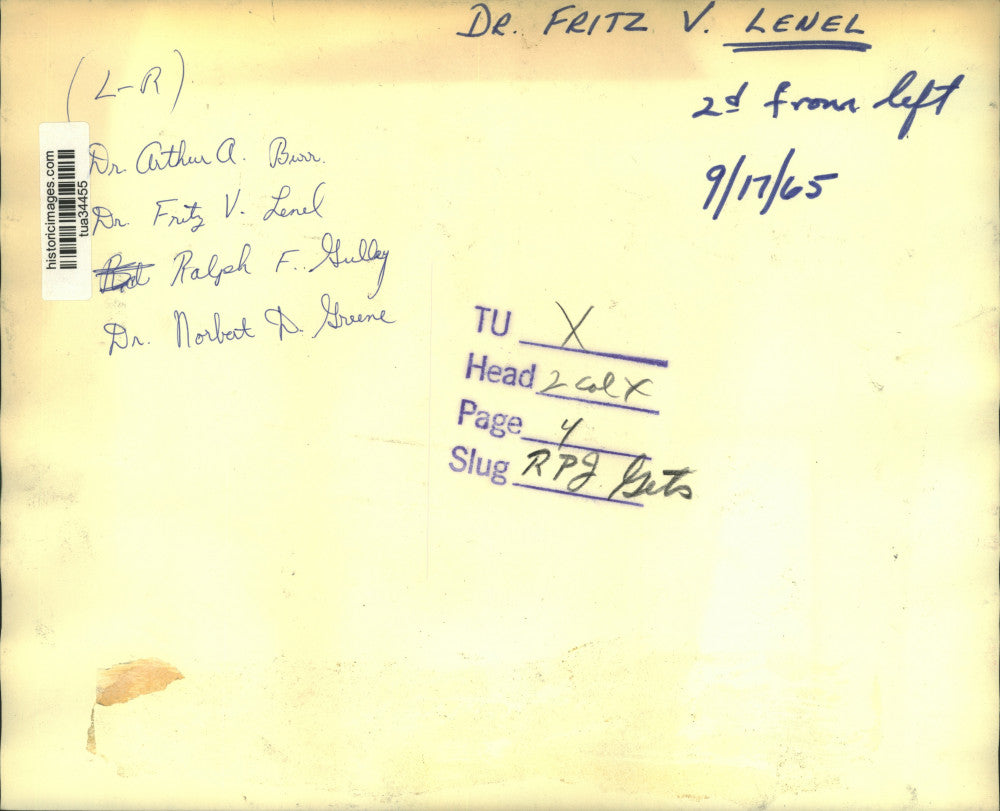 DR. FRITZ V. LENEL
2d from left
9/17/65
(L-R)
Dr. Arthur A. Burr.
Dr. Fritz V. Lenel
Ralph F. Gulley
Dr. Norbert D. Greene
historicimages.com
tua34455
TU X
Head 2 col X
Page 4
Slug RPI Gets